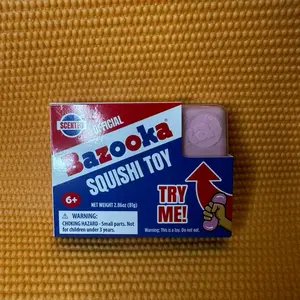 SCENTED
OFFICIAL
Bazooka
SQUISHI TOY
NET WEIGHT 2.86oz (81g)
6+
WARNING:
CHOKING HAZARD - Small parts. Not
for children under 3 years.
TRY
ME!
Warning: This is a toy. Do not eat.